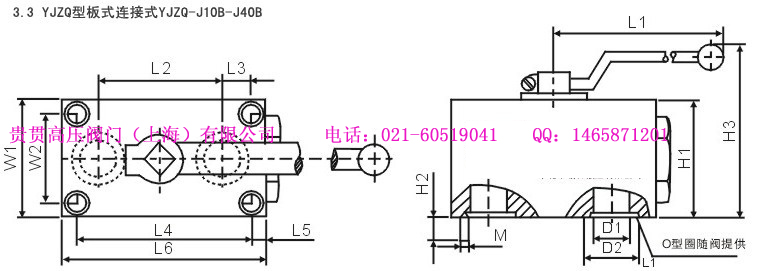 3.3 YJZQ型板式连接式YJZQ-J10B-J40B
L1
L2
L3
贵贯高压阀门（上海）有限公司 电话：021-60519041 QQ：1465871201
W1
W2
H2
H1
H3
L4
L5
L6
M
D1
D2
L1
O型圈随阀提供